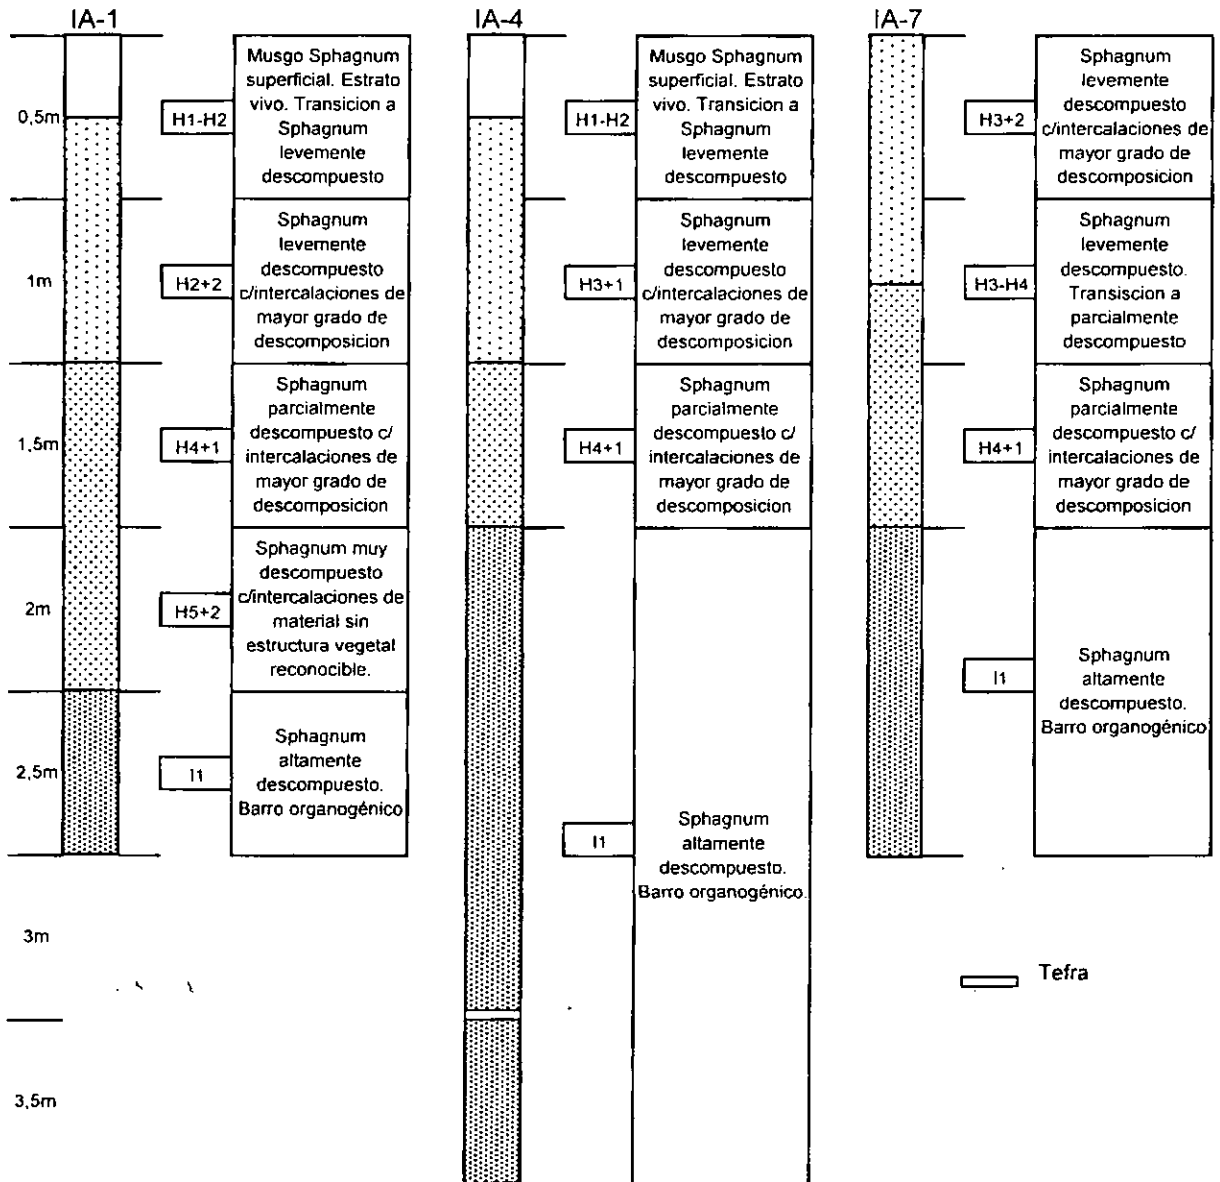 IA-1
IA-4
IA-7
0,5m
1m
1,5m
2m
2,5m
3m
3,5m
H1-H2
Musgo Sphagnum
superficial. Estrato
vivo. Transicion a
Sphagnum
levemente
descompuesto
H2+2
Sphagnum
levemente
descompuesto
c/intercalaciones de
mayor grado de
descomposicion
H4+1
Sphagnum
parcialmente
descompuesto c/
intercalaciones de
mayor grado de
descomposicion
H5+2
Sphagnum muy
descompuesto
c/intercalaciones de
material sin
estructura vegetal
reconocible.
I1
Sphagnum
altamente
descompuesto.
Barro organogénico
H1-H2
Musgo Sphagnum
superficial. Estrato
vivo. Transicion a
Sphagnum
levemente
descompuesto
H3+1
Sphagnum
levemente
descompuesto
c/intercalaciones de
mayor grado de
descomposicion
H4+1
Sphagnum
parcialmente
descompuesto c/
intercalaciones de
mayor grado de
descomposicion
I1
Sphagnum
altamente
descompuesto.
Barro organogénico.
H3+2
Sphagnum
levemente
descompuesto
c/intercalaciones de
mayor grado de
descomposicion
H3-H4
Sphagnum
levemente
descompuesto.
Transiscion a
parcialmente
descompuesto
H4+1
Sphagnum
parcialmente
descompuesto c/
intercalaciones de
mayor grado de
descomposicion
I1
Sphagnum
altamente
descompuesto.
Barro organogénico
Tefra